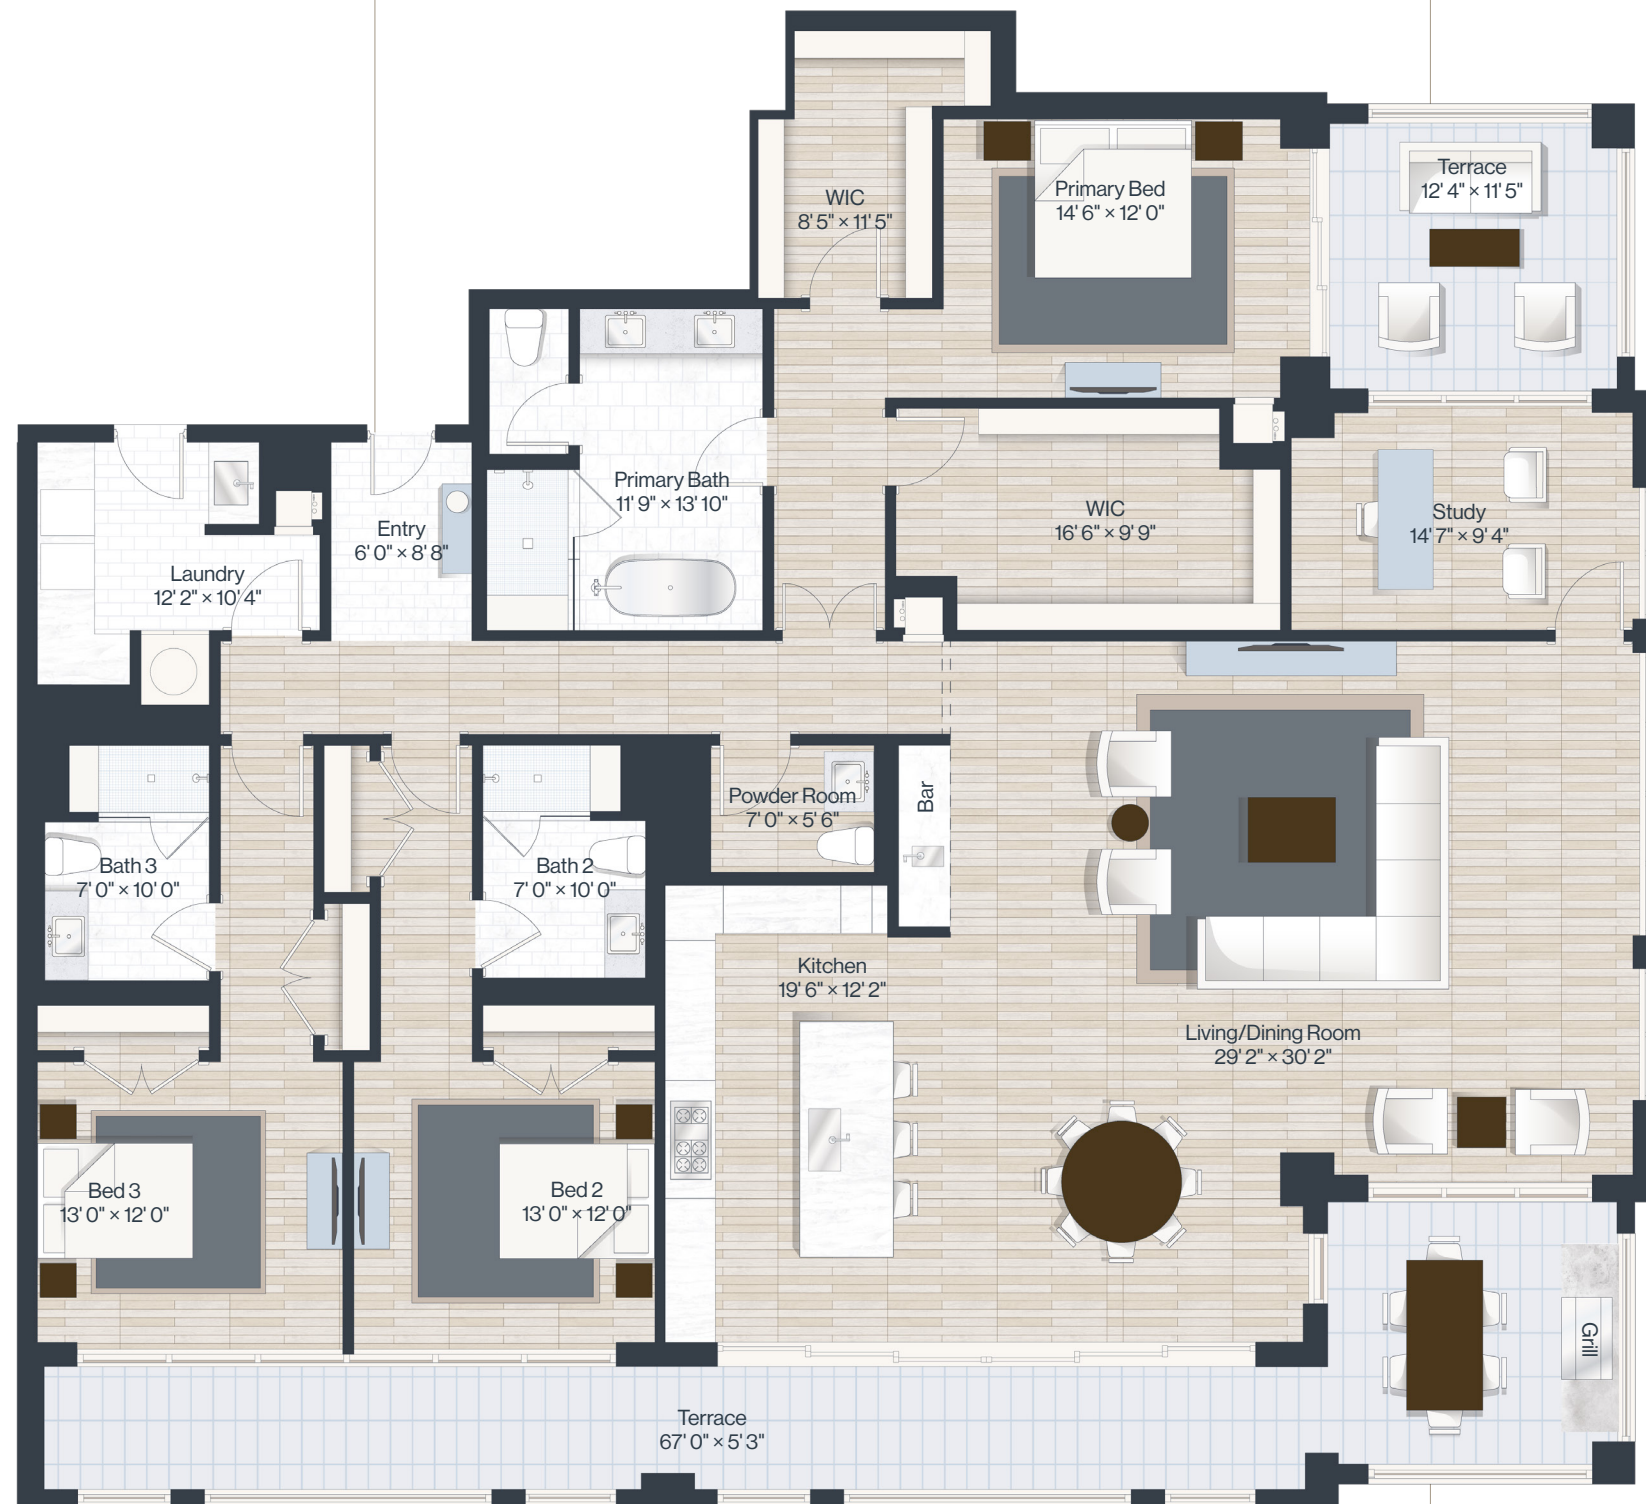 WIC
8' 5" × 11' 5"
Primary Bed
14' 6" × 12' 0"
Terrace
12' 4" × 11' 5"
Primary Bath
11' 9" × 13' 10"
WIC
16' 6" × 9' 9"
Study
14' 7" × 9' 4"
Entry
6' 0" × 8' 8"
Laundry
12' 2" × 10' 4"
Powder Room
7' 0" × 5' 6"
Bar
Bath 3
7' 0" × 10' 0"
Bath 2
7' 0" × 10' 0"
Kitchen
19' 6" × 12' 2"
Living/Dining Room
29' 2" × 30' 2"
Bed 3
13' 0" × 12' 0"
Bed 2
13' 0" × 12' 0"
Grill
Terrace
67' 0" × 5' 3"